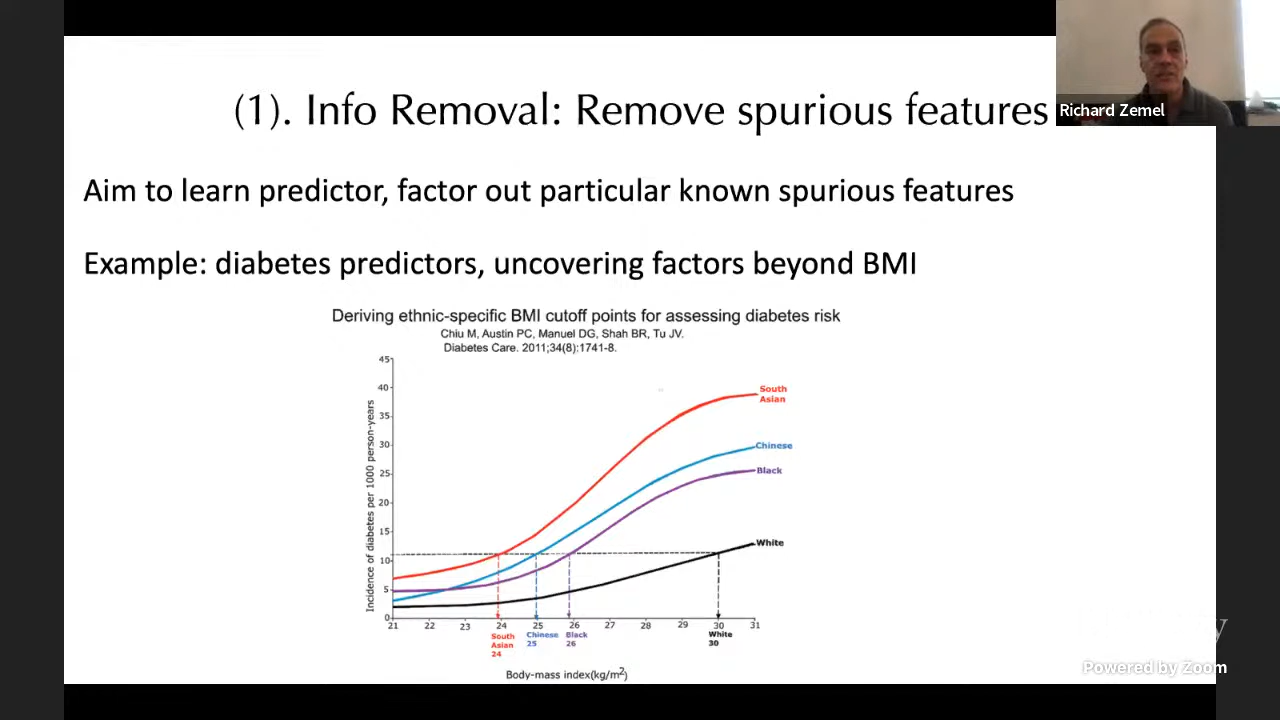 (1). Info Removal: Remove spurious features
Richard Zemel
Aim to learn predictor, factor out particular known spurious features
Example: diabetes predictors, uncovering factors beyond BMI
Deriving ethnic-specific BMI cutoff points for assessing diabetes risk
Chiu M, Austin PC, Manuel DG, Shah BR, Tu JV.
Diabetes Care. 2011;34(8):1741-8.
Incidence of diabetes per 1000 person-years
45
40
35
30
25
20
15
10
5
0
South
Asian
Chinese
Black
White
21 22 23 24 25 26 27 28 29 30 31
South
Asian
24
Chinese
25
Black
26
White
30
Body-mass index(kg/m2)
Powered by Zoom